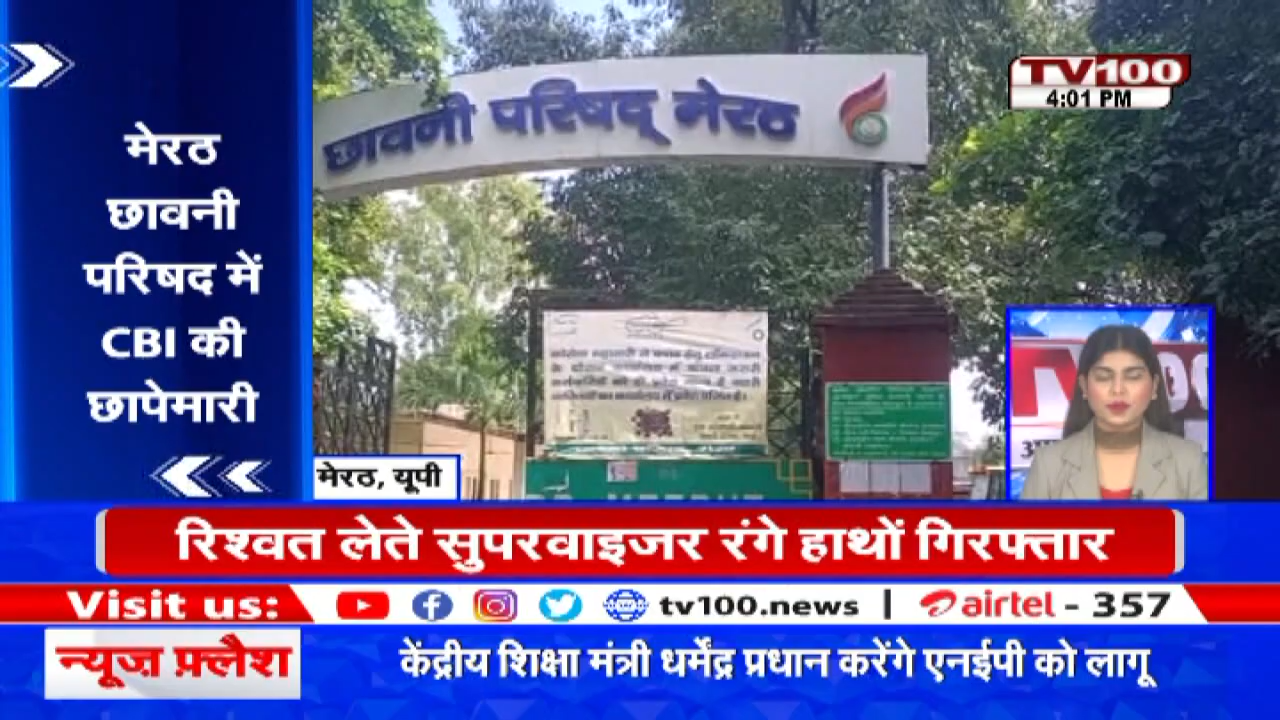 छावनी परिषद् मेरठ
TV100
4:01 PM
मेरठ
छावनी
परिषद में
CBI की
छापेमारी
मेरठ, यूपी
रिश्वत लेते सुपरवाइजर रंगे हाथों गिरफ्तार
Visit us: tv100.news | airtel - 357
न्यूज़ फ़्लैश
केंद्रीय शिक्षा मंत्री धर्मेंद्र प्रधान करेंगे एनईपी को लागू